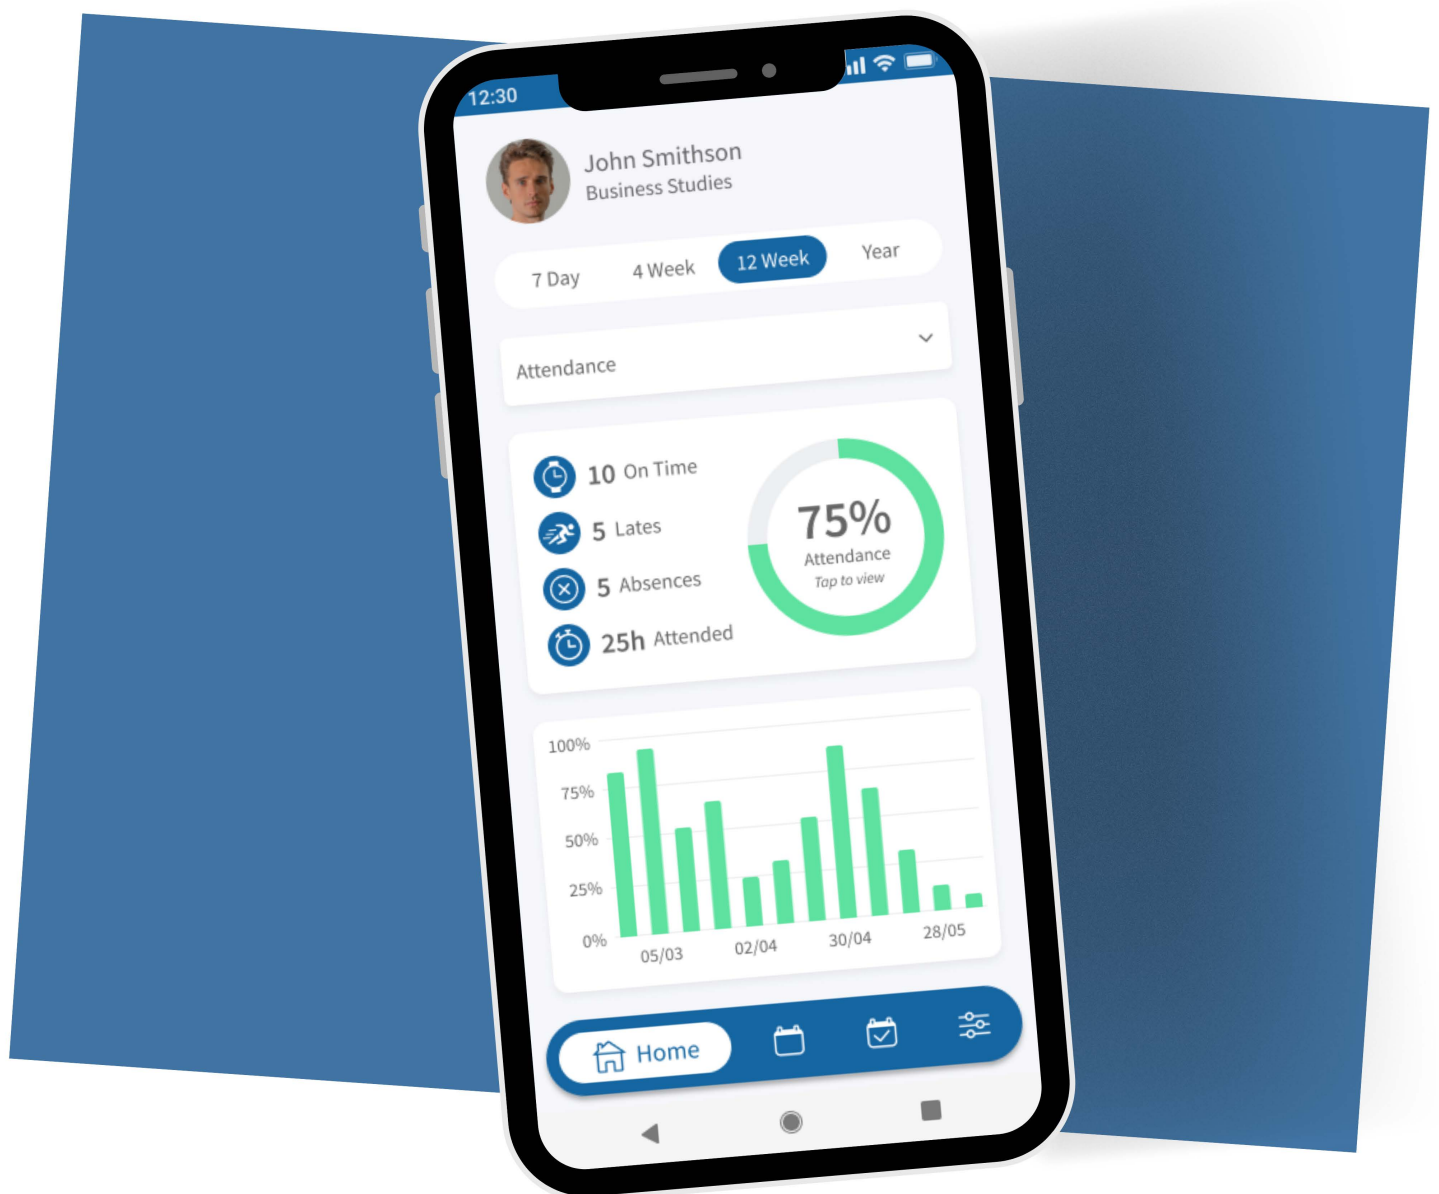 12:30
John Smithson
Business Studies
7 Day 4 Week 12 Week Year
Attendance
10 On Time
5 Lates
5 Absences
25h Attended
75%
Attendance
Tap to view
100%
75%
50%
25%
0%
05/03 02/04 30/04 28/05
Home